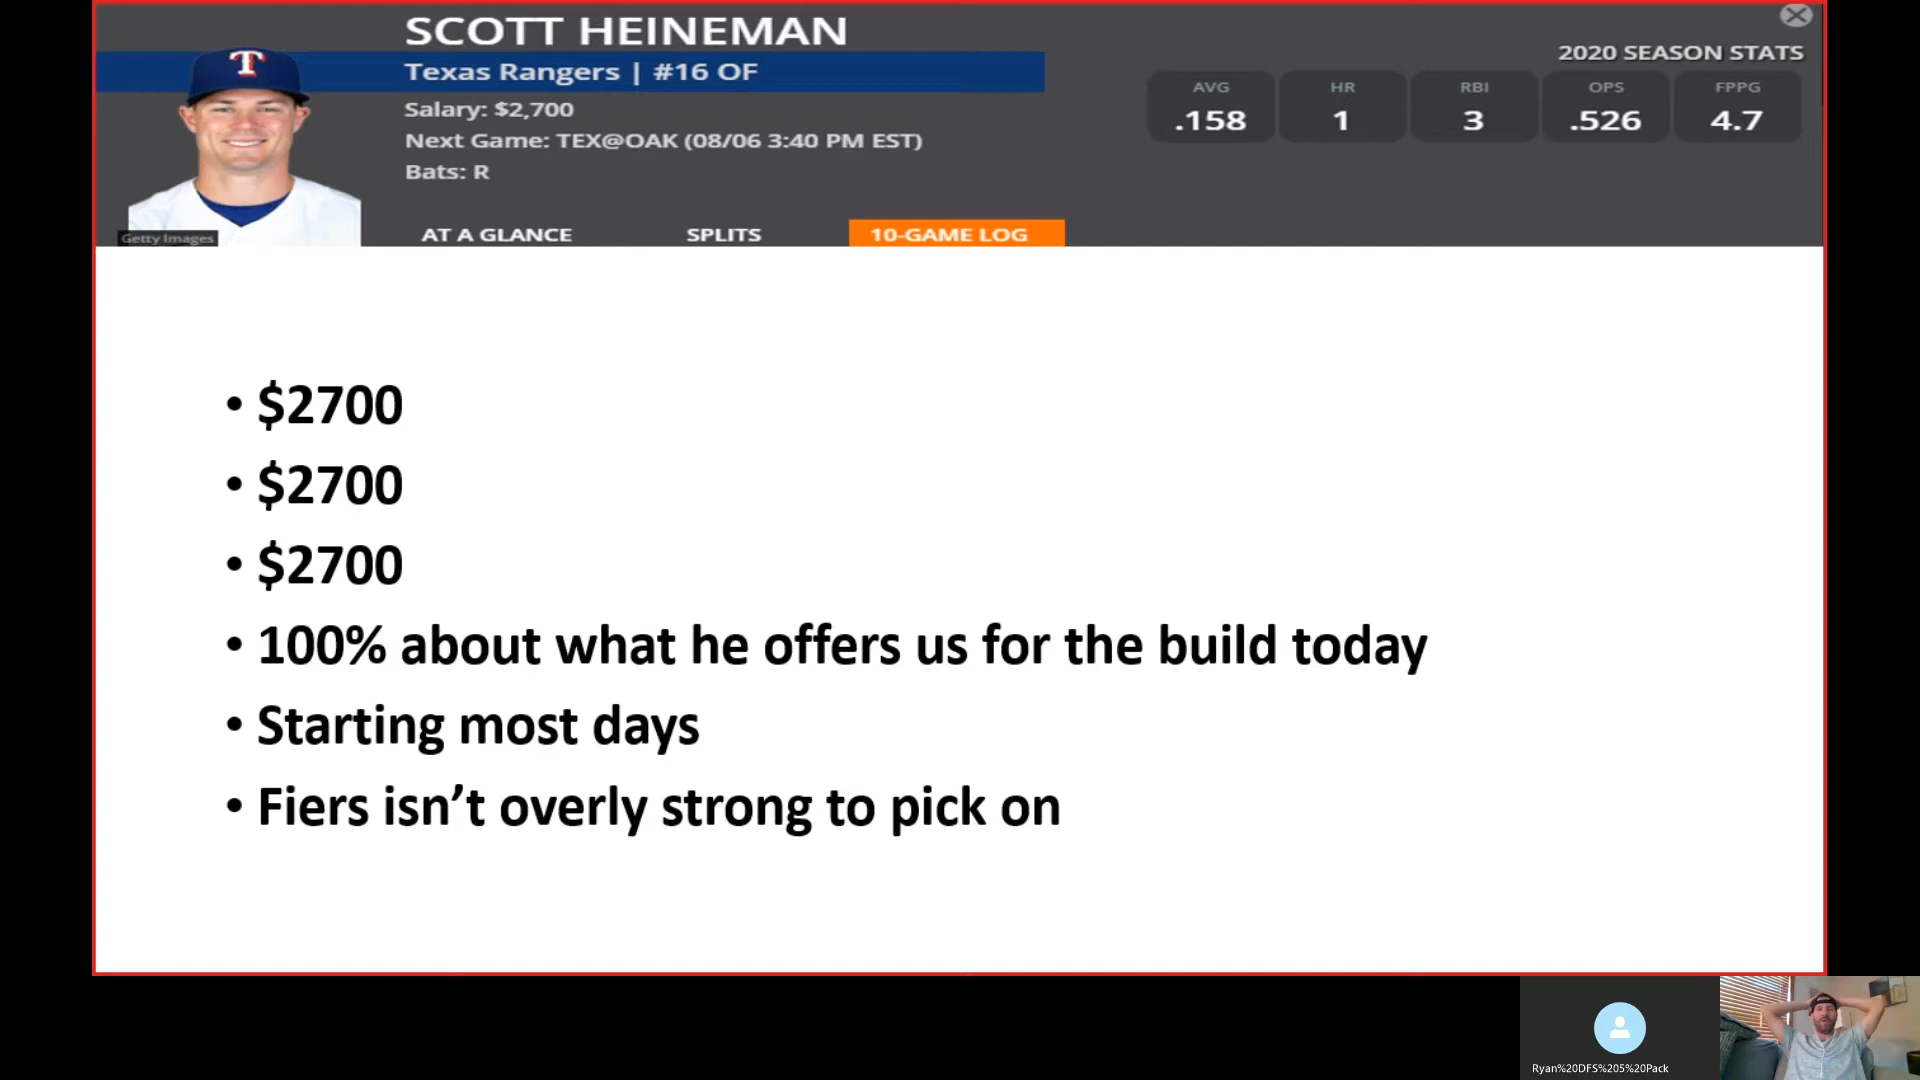 SCOTT HEINEMAN
Texas Rangers | #16 OF
Salary: $2,700
Next Game: TEX@OAK (08/06 3:40 PM EST)
Bats: R
T
Getty Images
AT A GLANCE SPLITS 10-GAME LOG
2020 SEASON STATS
AVG HR RBI OPS FPPG
.158 1 3 .526 4.7
• $2700
• $2700
• $2700
• 100% about what he offers us for the build today
• Starting most days
• Fiers isn’t overly strong to pick on
Ryan%20DFS%205%20Pack